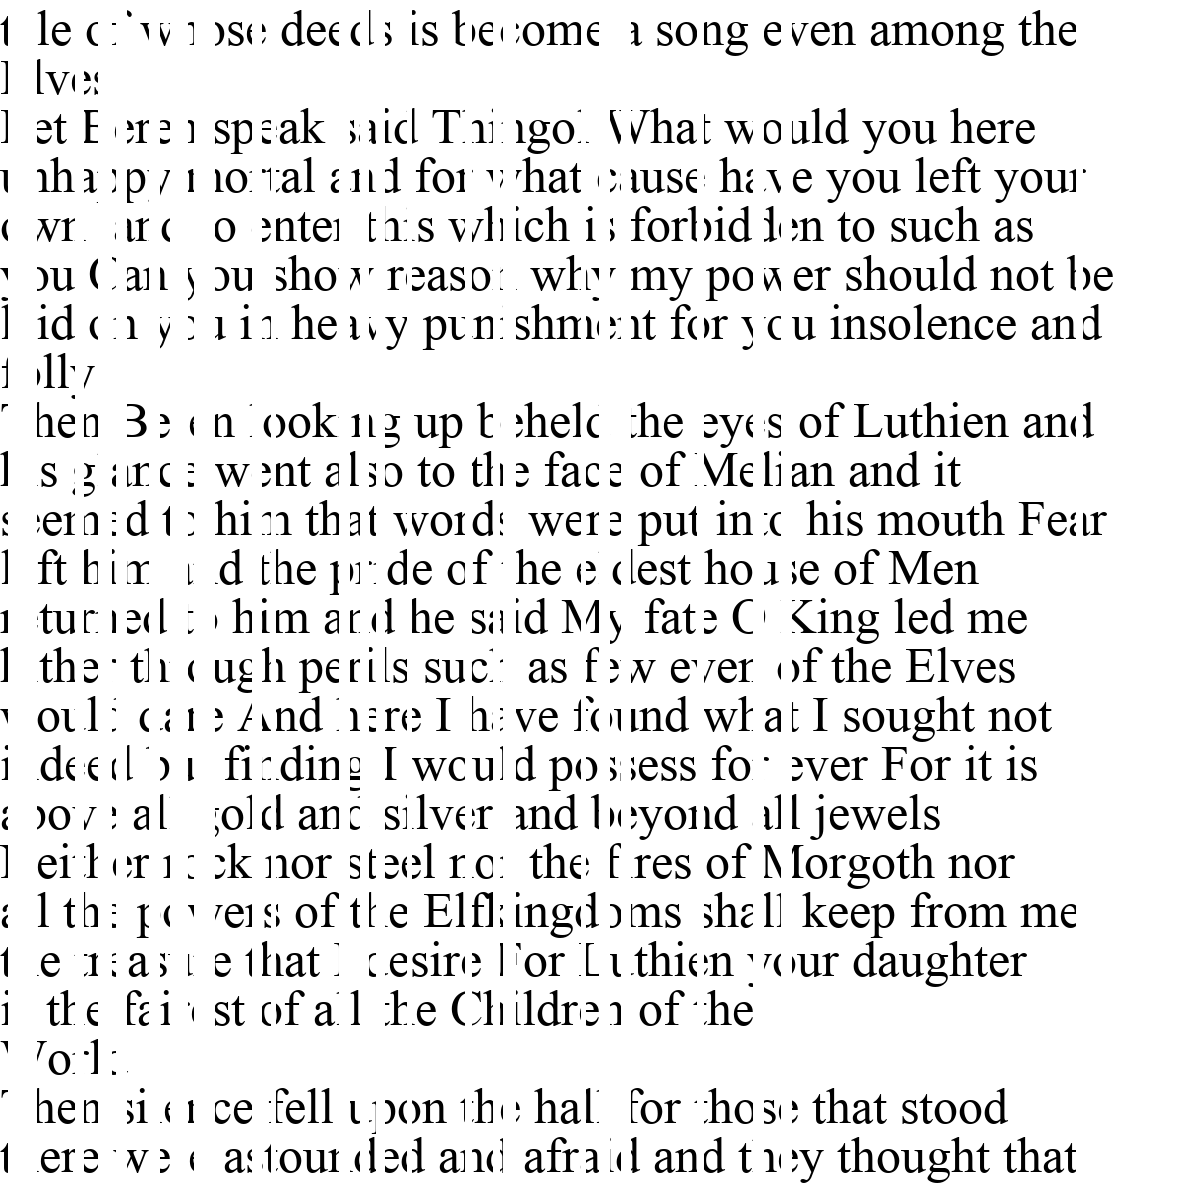 tale of whose deeds is become a song even among the
Elves
Let Beren speak said Thingol What would you here
unhappy mortal and for what cause have you left your
own land to enter this which is forbidden to such as
you Can you show reason why my power should not be
laid on you in heavy punishment for you insolence and
folly
Then Beren looking up beheld the eyes of Luthien and
his glance went also to the face of Melian and it
seemed to him that words were put into his mouth Fear
left him and the pride of the eldest house of Men
returned to him and he said My fate O King led me
hither through perils such as few even of the Elves
would dare And here I have found what I sought not
indeed but finding I would possess for ever For it is
above all gold and silver and beyond all jewels
Neither rock nor steel nor the fires of Morgoth nor
all the powers of the Elfkingdoms shall keep from me
the treasure that I desire For Luthien your daughter
is the fairest of all the Children of the
World
Then silence fell upon the hall for those that stood
there were astounded and afraid and they thought that